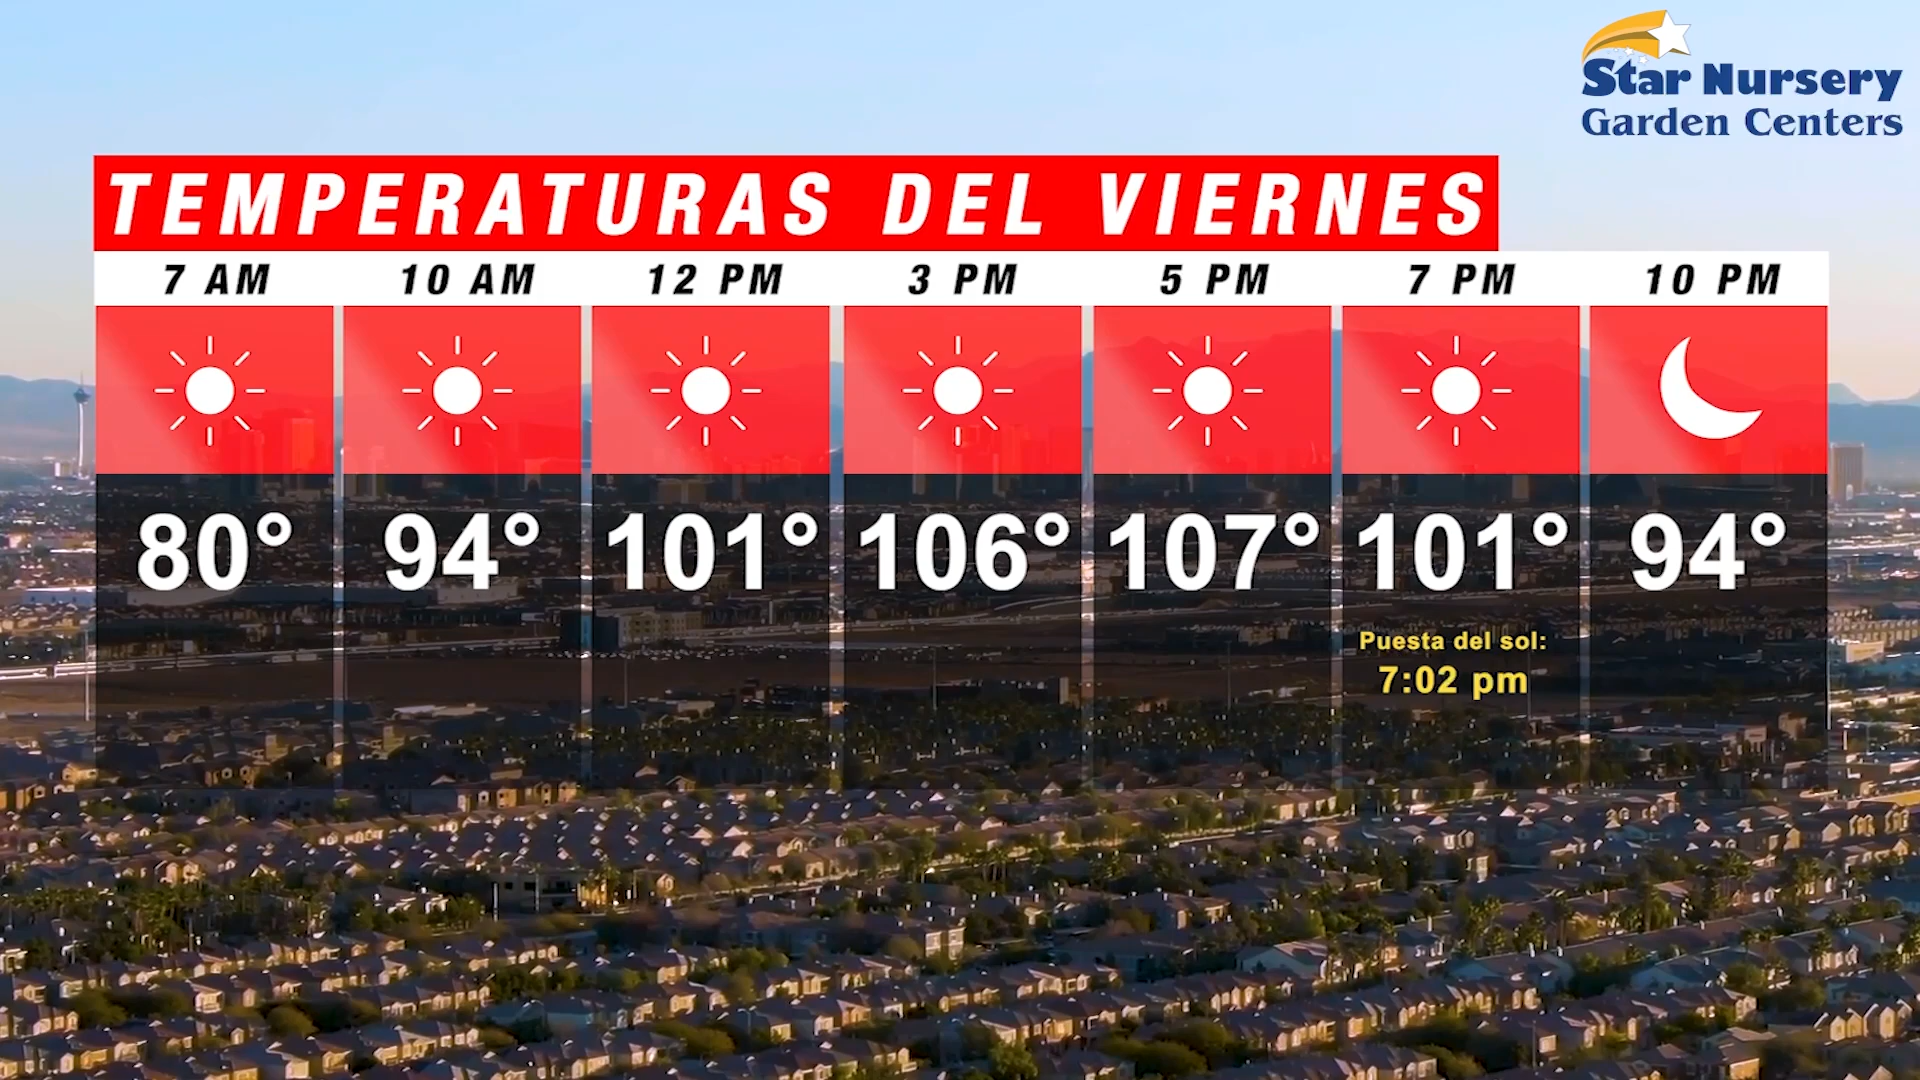 Star Nursery
Garden Centers
TEMPERATURAS DEL VIERNES
7 AM 10 AM 12 PM 3 PM 5 PM 7 PM 10 PM
80° 94° 101° 106° 107° 101° 94°
Puesta del sol:
7:02 pm